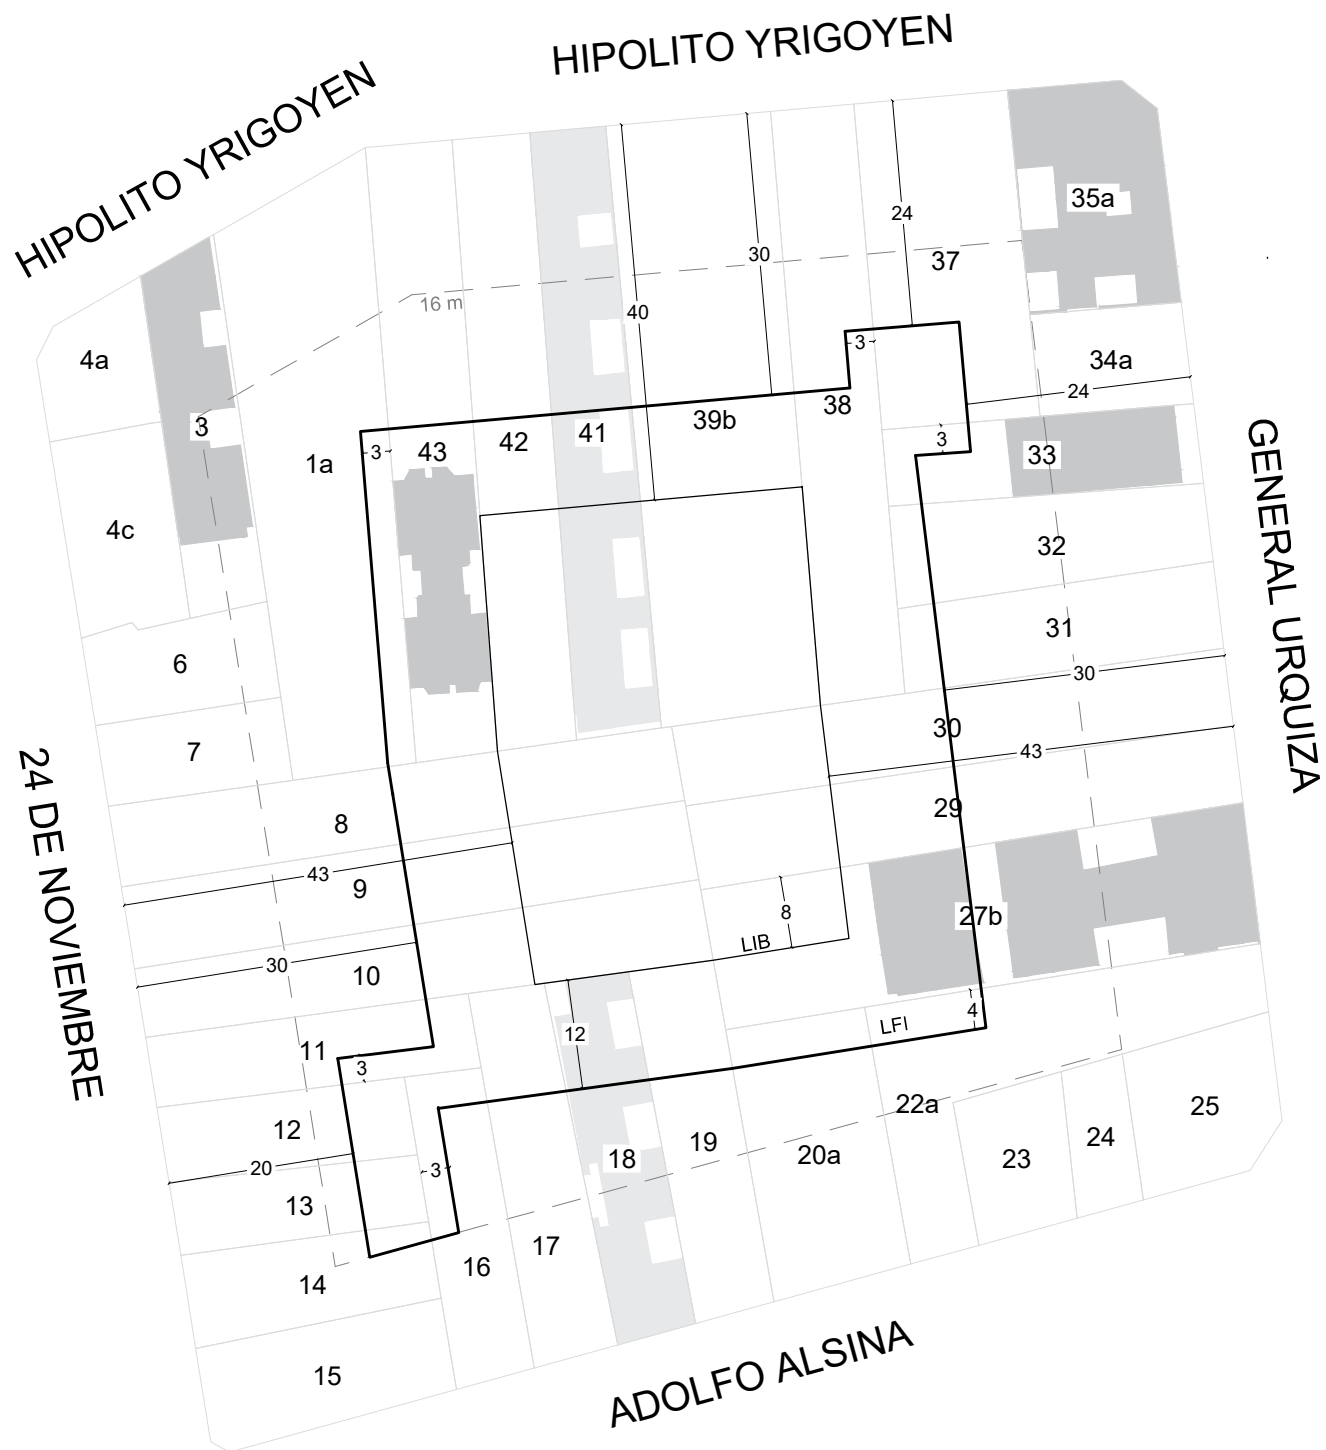 HIPOLITO YRIGOYEN
HIPOLITO YRIGOYEN
35a
24
37
30
16 m
40
3
34a
4a
24
38
39b
3
41
42
43
3
1a
3
33
4c
32
31
6
30
30
7
43
29
8
43
9
27b
8
LIB
30
10
4
LFI
12
11
3
22a
25
12
24
19
18
20a
23
20
3
13
17
16
14
15
24 DE NOVIEMBRE
GENERAL URQUIZA
ADOLFO ALSINA